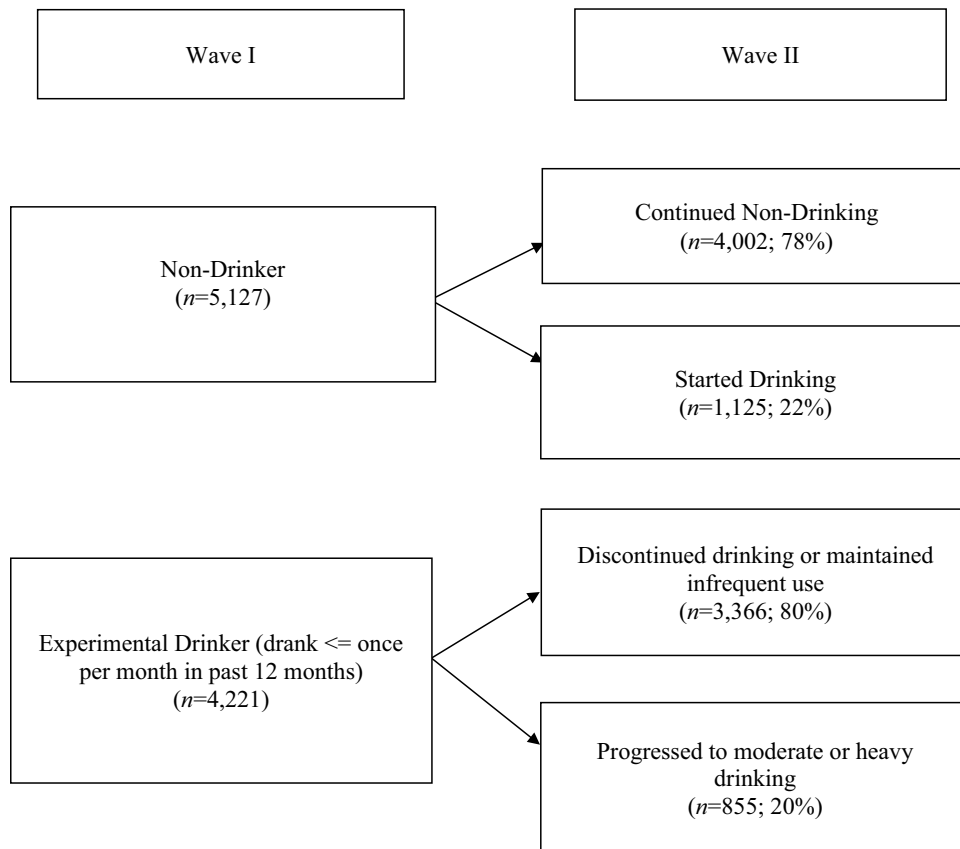 Wave I
Wave II
Non-Drinker
(n=5,127)
Continued Non-Drinking
(n=4,002; 78%)
Started Drinking
(n=1,125; 22%)
Experimental Drinker (drank <= once
per month in past 12 months)
(n=4,221)
Discontinued drinking or maintained
infrequent use
(n=3,366; 80%)
Progressed to moderate or heavy
drinking
(n=855; 20%)